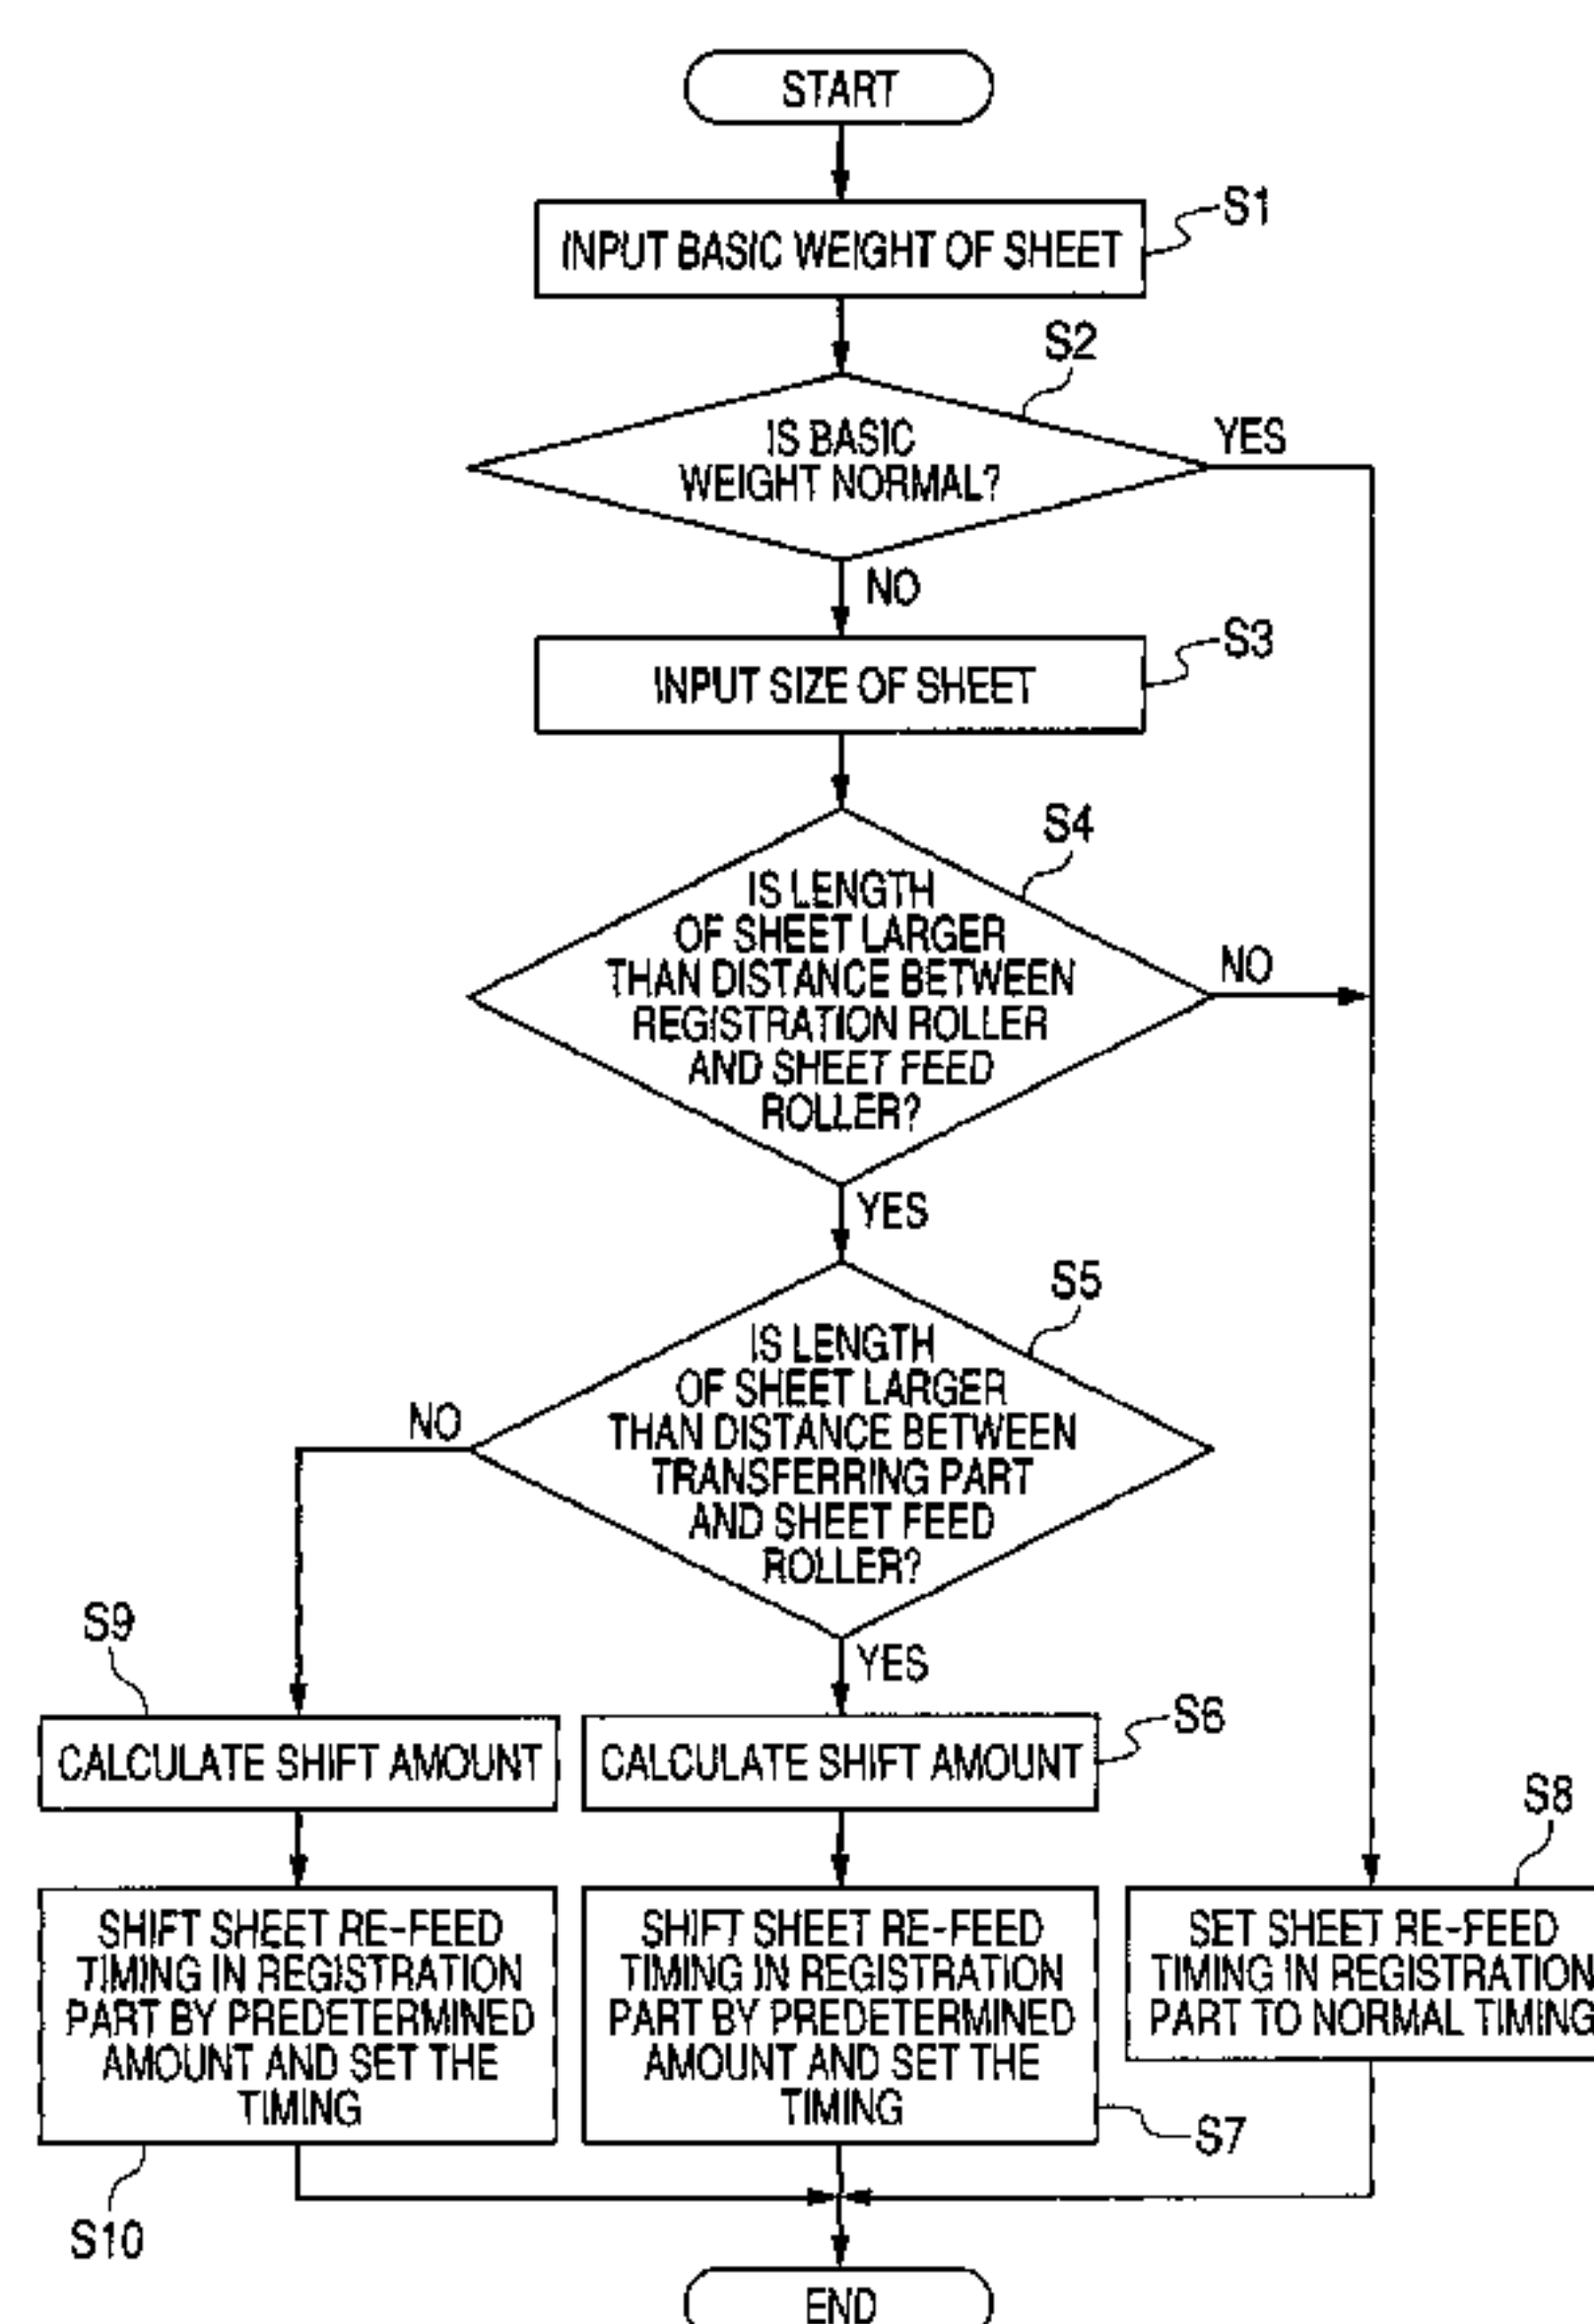 START
INPUT BASIC WEIGHT OF SHEET
S1
S2
IS BASIC
WEIGHT NORMAL?
YES
NO
INPUT SIZE OF SHEET
S3
S4
IS LENGTH
OF SHEET LARGER
THAN DISTANCE BETWEEN
REGISTRATION ROLLER
AND SHEET FEED
ROLLER?
NO
YES
S5
IS LENGTH
OF SHEET LARGER
THAN DISTANCE BETWEEN
TRANSFERRING PART
AND SHEET FEED
ROLLER?
NO
YES
S9
CALCULATE SHIFT AMOUNT
CALCULATE SHIFT AMOUNT
S6
S8
SHIFT SHEET RE-FEED
TIMING IN REGISTRATION
PART BY PREDETERMINED
AMOUNT AND SET THE
TIMING
S10
SHIFT SHEET RE-FEED
TIMING IN REGISTRATION
PART BY PREDETERMINED
AMOUNT AND SET THE
TIMING
S7
SET SHEET RE-FEED
TIMING IN REGISTRATION
PART TO NORMAL TIMING
END